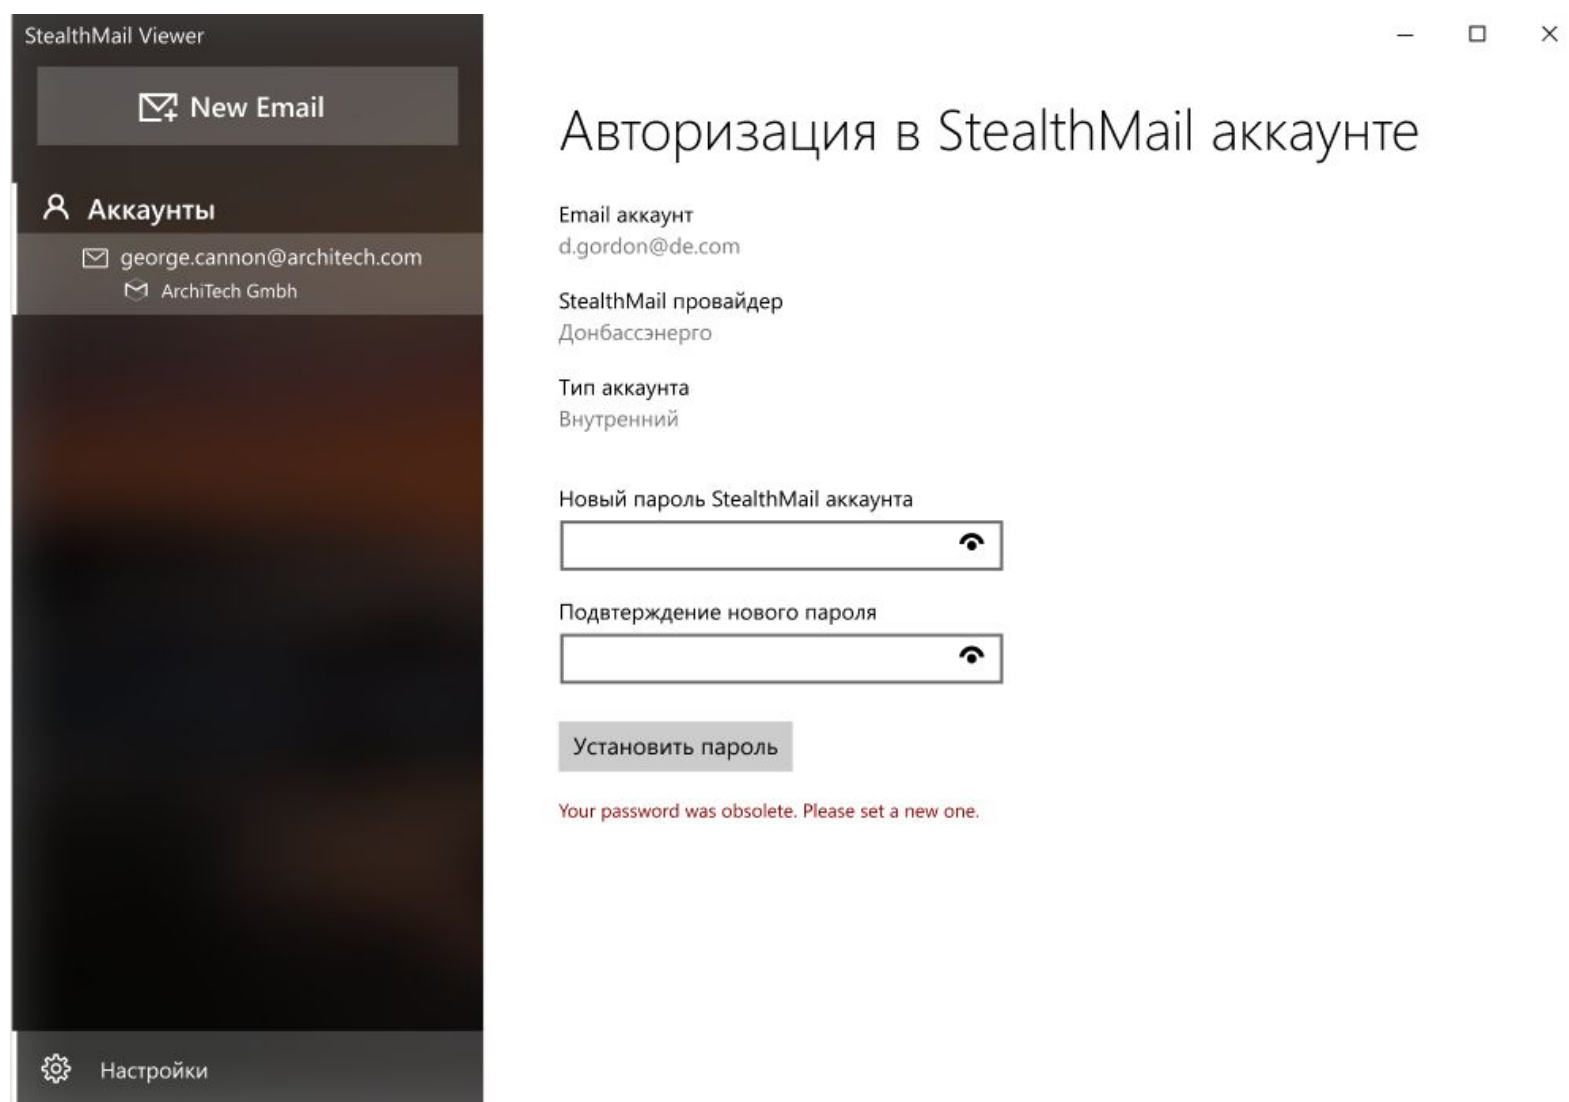 StealthMail Viewer
New Email
Аккаунты
george.cannon@architech.com
ArchiTech Gmbh
Настройки
Авторизация в StealthMail аккаунте
Email аккаунт
d.gordon@de.com
StealthMail провайдер
Донбассэнерго
Тип аккаунта
Внутренний
Новый пароль StealthMail аккаунта
Подвтерждение нового пароля
Установить пароль
Your password was obsolete. Please set a new one.